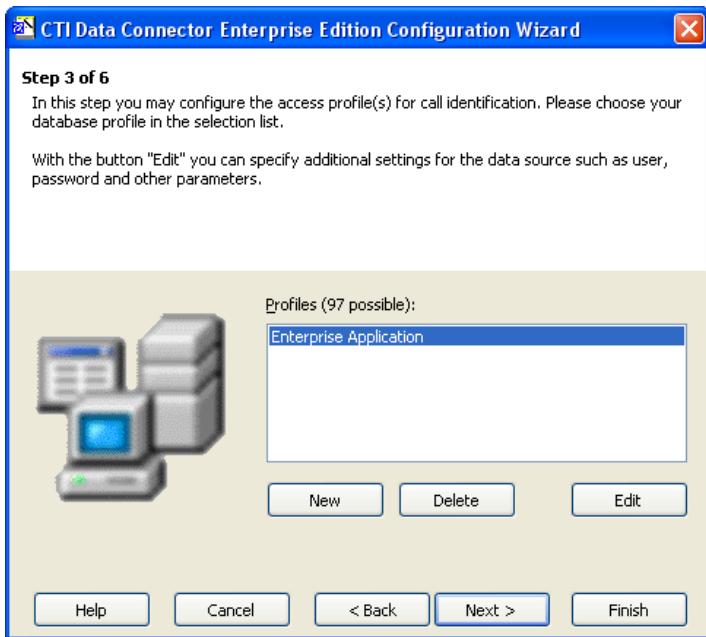 CTI Data Connector Enterprise Edition Configuration Wizard
Step 3 of 6
In this step you may configure the access profile(s) for call identification. Please choose your
database profile in the selection list.
With the button "Edit" you can specify additional settings for the data source such as user,
password and other parameters.
Profiles (97 possible):
Enterprise Application
New Delete Edit
Help Cancel < Back Next > Finish